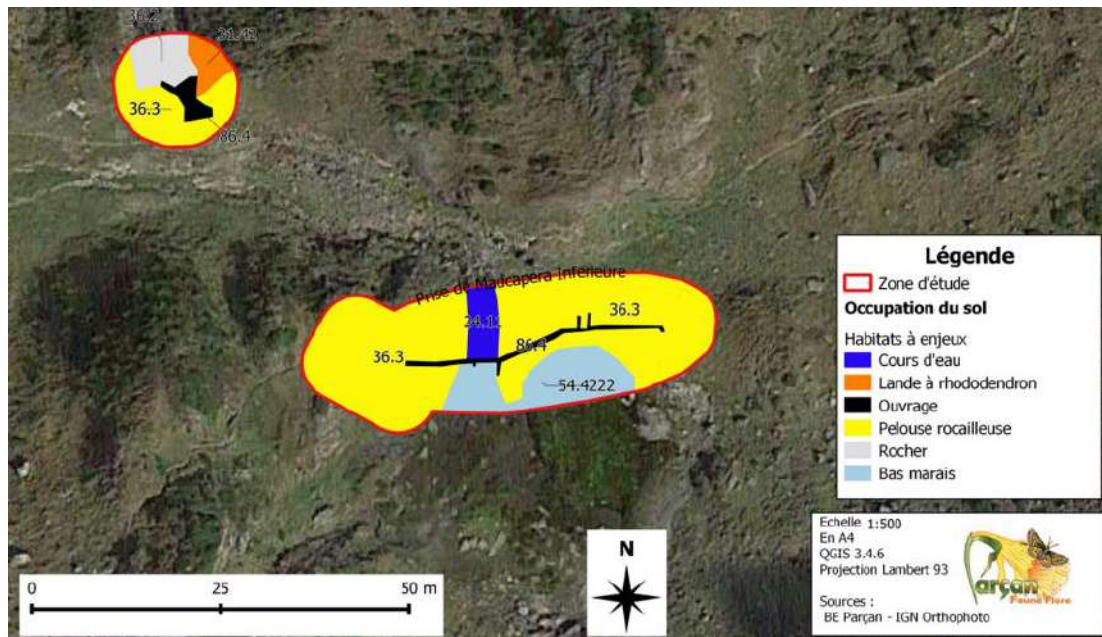 36.2
31.42
36.3
86.4
Prise de Maucapera Inférieure
24.11
36.3
86.4
36.3
54.4222
Légende
Zone d'étude
Occupation du sol
Habitats à enjeux
Cours d'eau
Lande à rhododendron
Ouvrage
Pelouse rocailleuse
Rocher
Bas marais
Echelle 1:500
En A4
QGIS 3.4.6
Projection Lambert 93
Sources :
BE Parçan - IGN Orthophoto
Parçan
Faune Flore
N
0 25 50 m